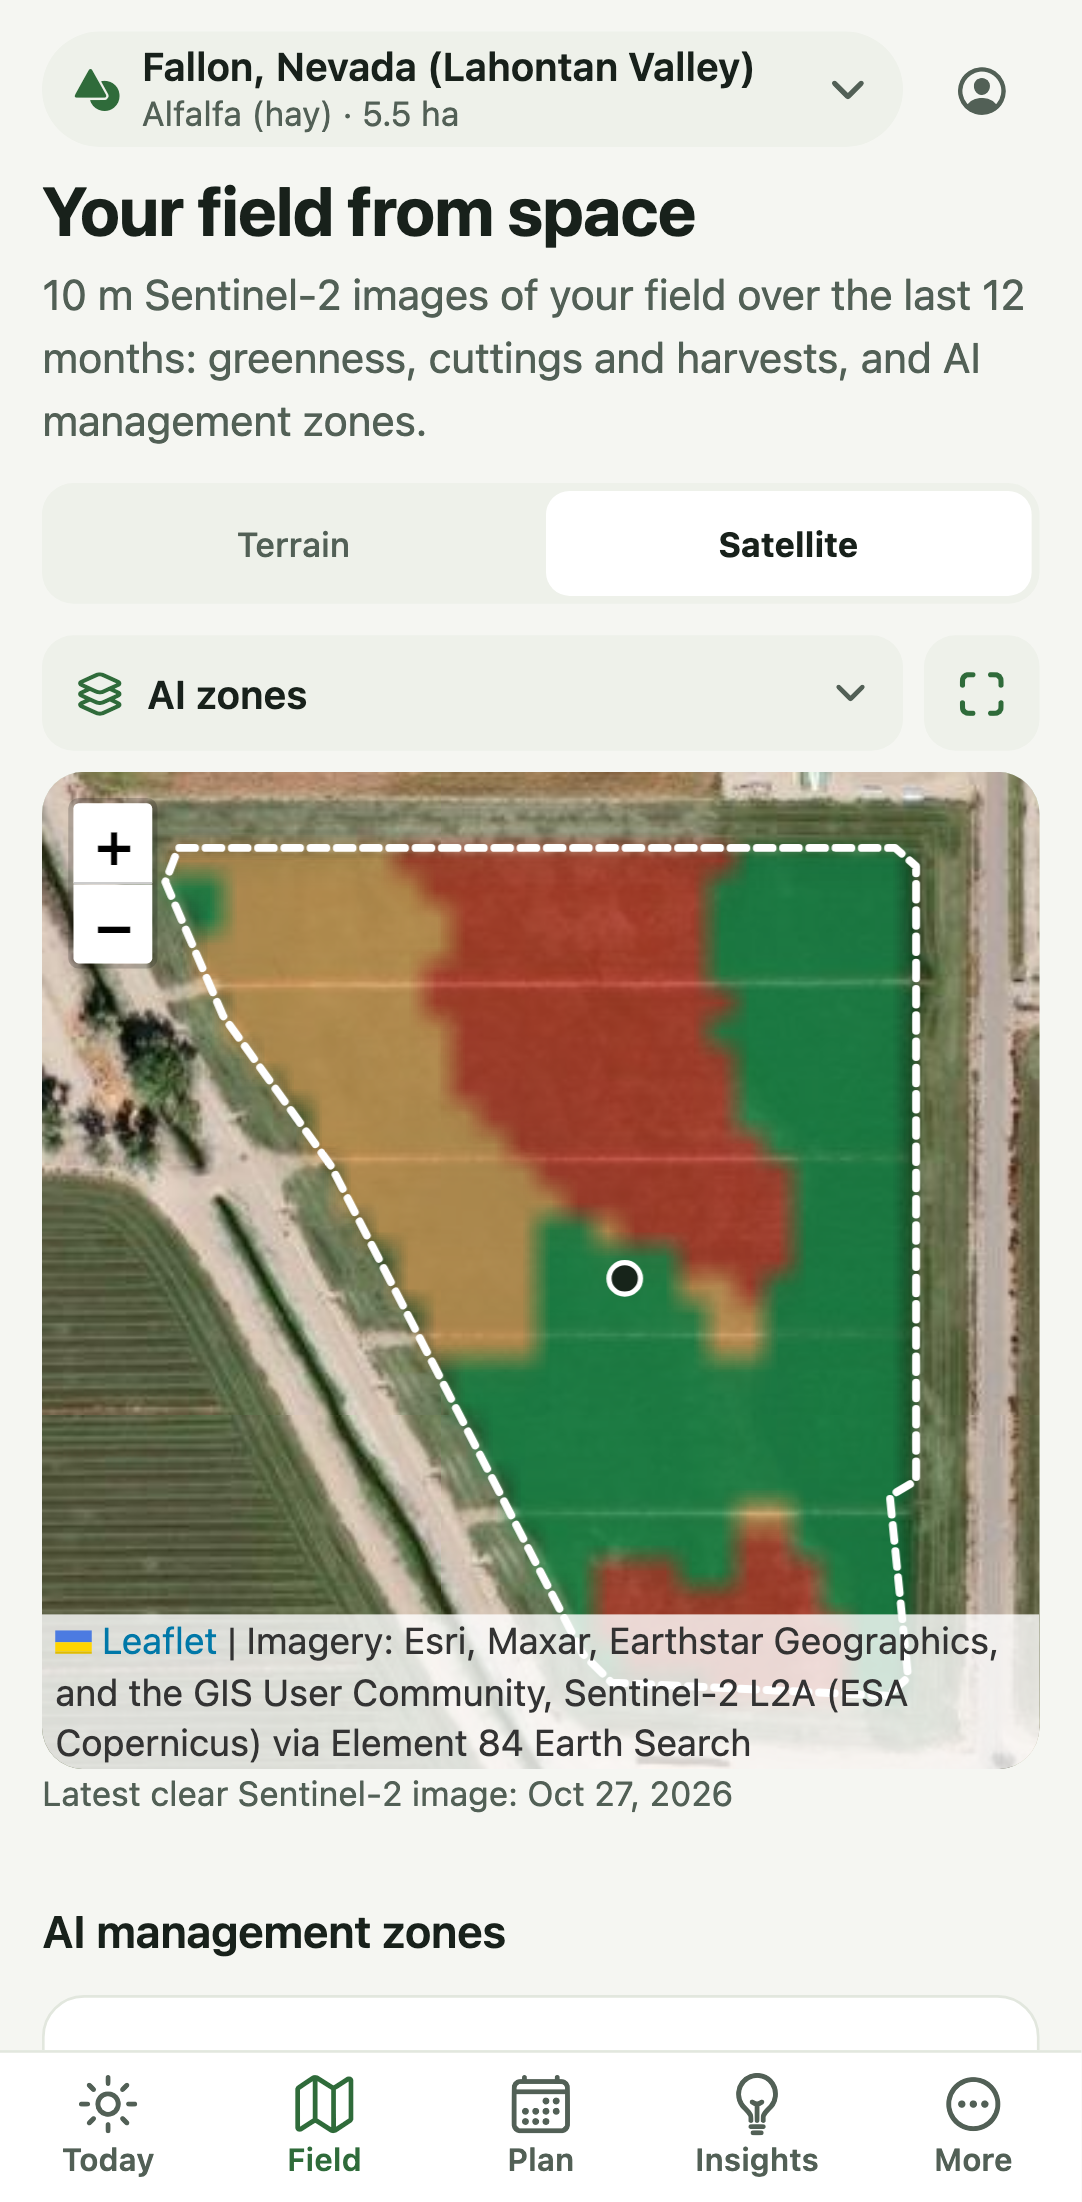 Fallon, Nevada (Lahontan Valley)
Alfalfa (hay) · 5.5 ha
Your field from space
10 m Sentinel-2 images of your field over the last 12
months: greenness, cuttings and harvests, and AI
management zones.
Terrain
Satellite
AI zones
+
−
Leaflet | Imagery: Esri, Maxar, Earthstar Geographics,
and the GIS User Community, Sentinel-2 L2A (ESA
Copernicus) via Element 84 Earth Search
Latest clear Sentinel-2 image: Oct 27, 2026
AI management zones
Today
Field
Plan
Insights
More